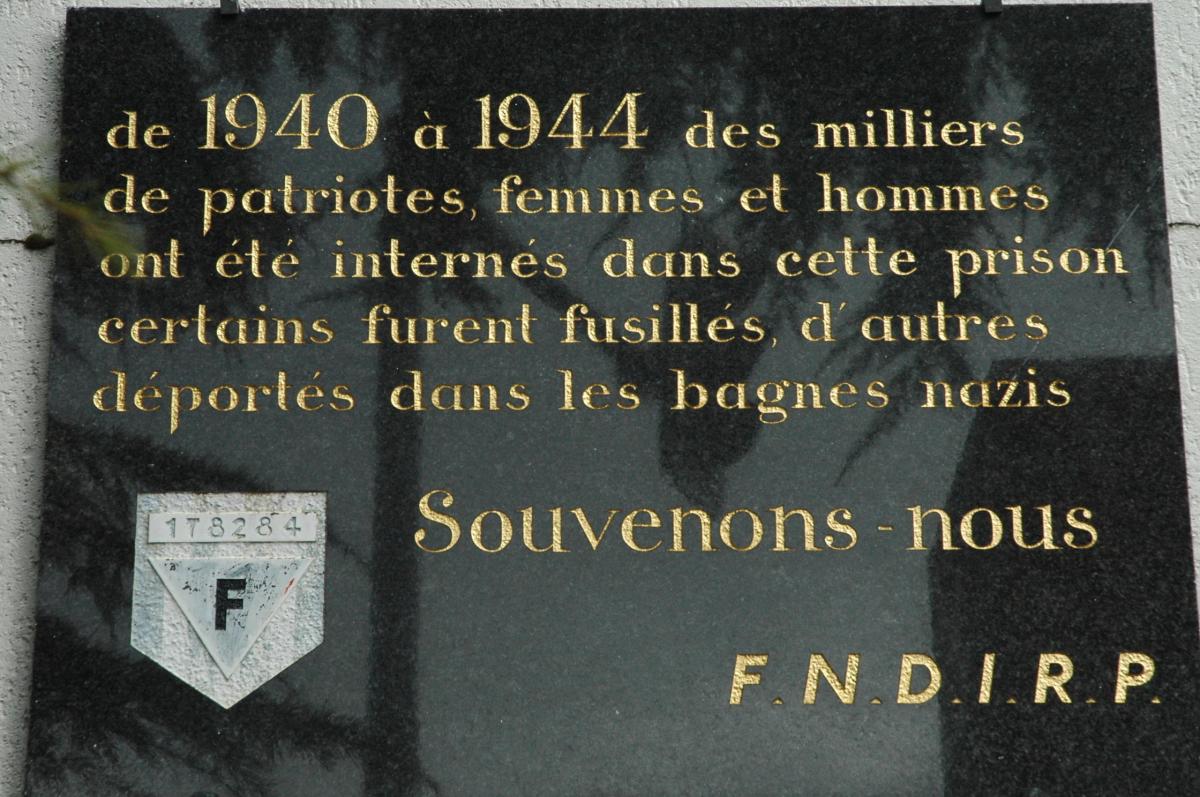 de 1940 à 1944 des milliers
de patriotes, femmes et hommes
ont été internés dans cette prison
certains furent fusillés, d'autres
déportés dans les bagnes nazis
Souvenons-nous
178284
F
F.N.D.I.R.P.